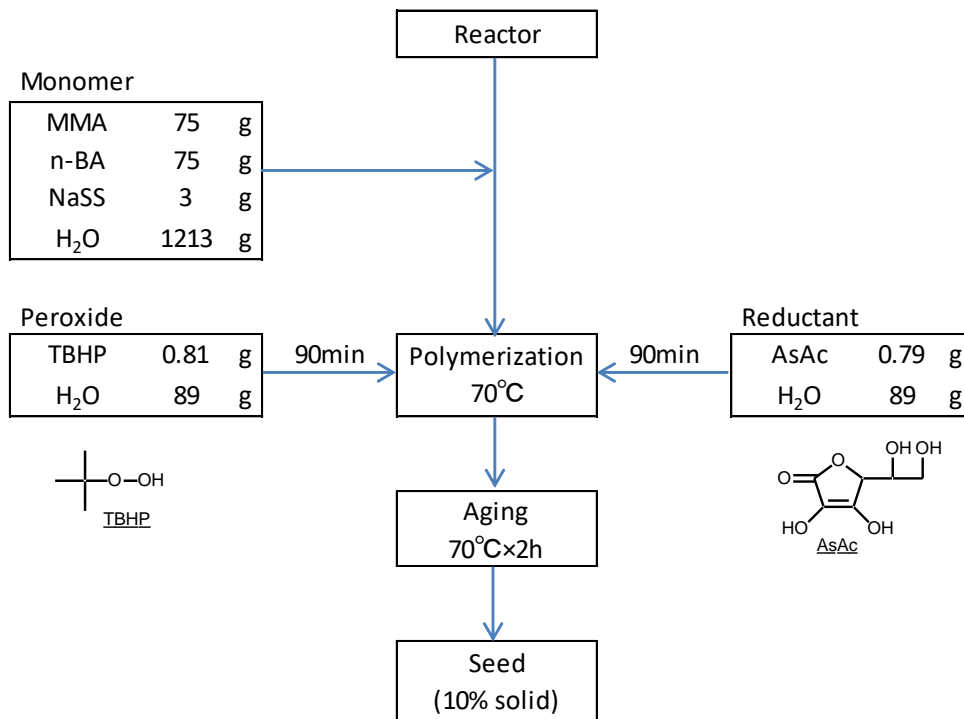 Reactor
Monomer
MMA 75 g
n-BA 75 g
NaSS 3 g
H₂O 1213 g
Peroxide
TBHP 0.81 g
H₂O 89 g
90min
Polymerization
70℃
90min
Reductant
AsAc 0.79 g
H₂O 89 g
O OH
TBHP
Aging
70℃×2h
OH OH
O
O
HO OH
AsAc
Seed
(10% solid)